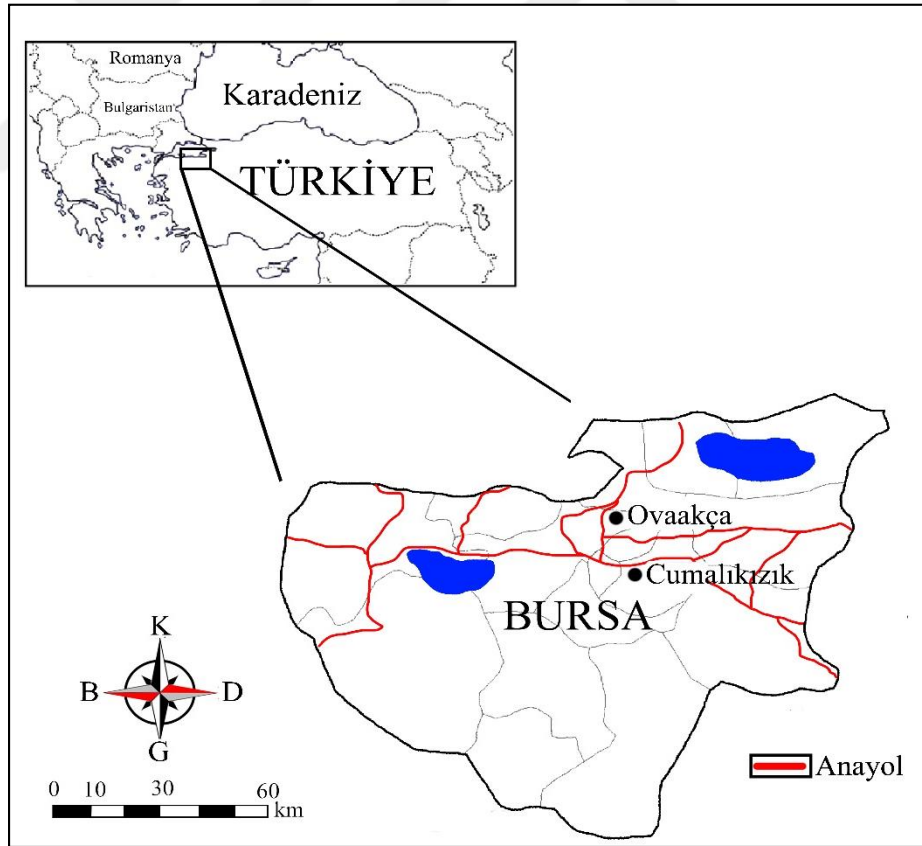 Romanya
Karadeniz
Bulgaristan
TÜRKİYE
Ovaakça
Cumalıkızık
BURSA
K
B D
G
0 10 30 60
km
Anayol